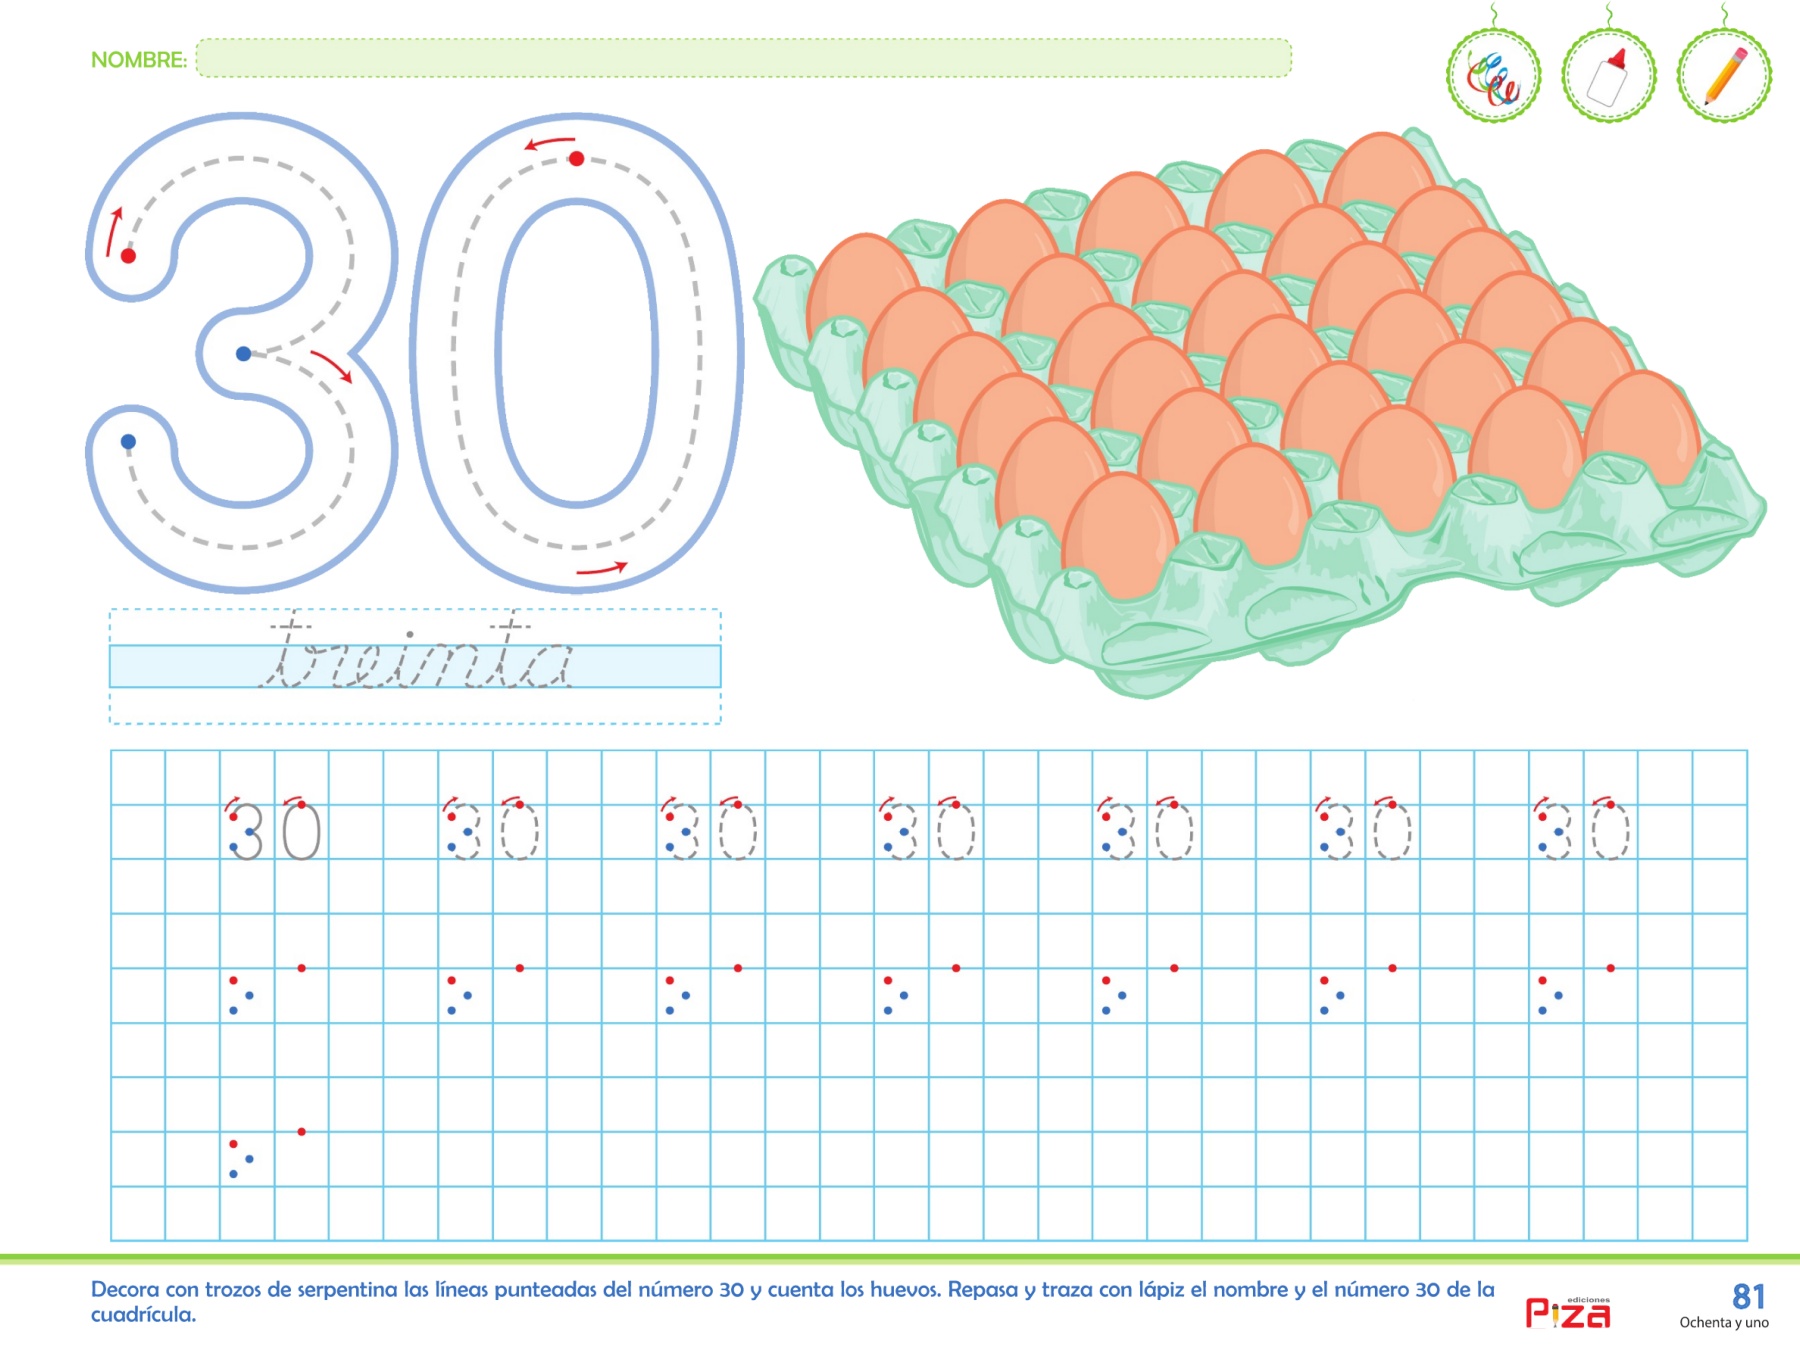 NOMBRE:
30
treinta
30 30 30 30 30 30 30
Decora con trozos de serpentina las líneas punteadas del número 30 y cuenta los huevos. Repasa y traza con lápiz el nombre y el número 30 de la
cuadrícula.
ediciones
Piza
81
Ochenta y uno